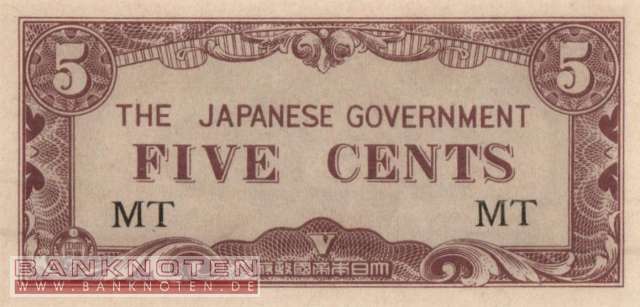 5 5
THE JAPANESE GOVERNMENT
FIVE CENTS
MT MT
V
大日本帝國政府
BANKNOTEN
WWW.BANKNOTEN.DE